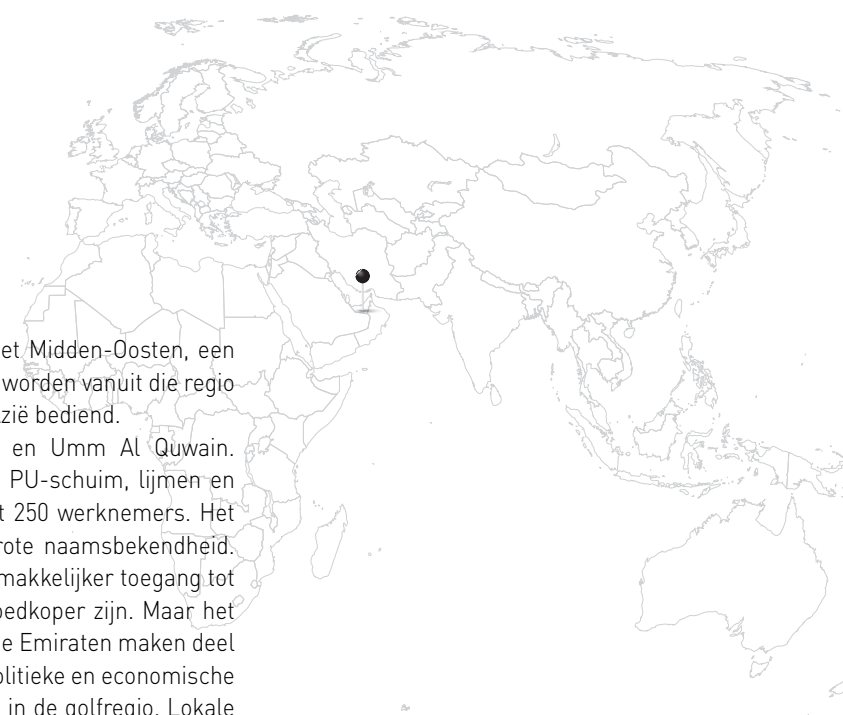 et Midden-Oosten, een
worden vanuit die regio
zië bediend.
en Umm Al Quwain.
PU-schuim, lijmen en
t 250 werknemers. Het
rote naamsbekendheid.
makkelijker toegang tot
oedkoper zijn. Maar het
e Emiraten maken deel
olitieke en economische
in de golfregio. Lokale